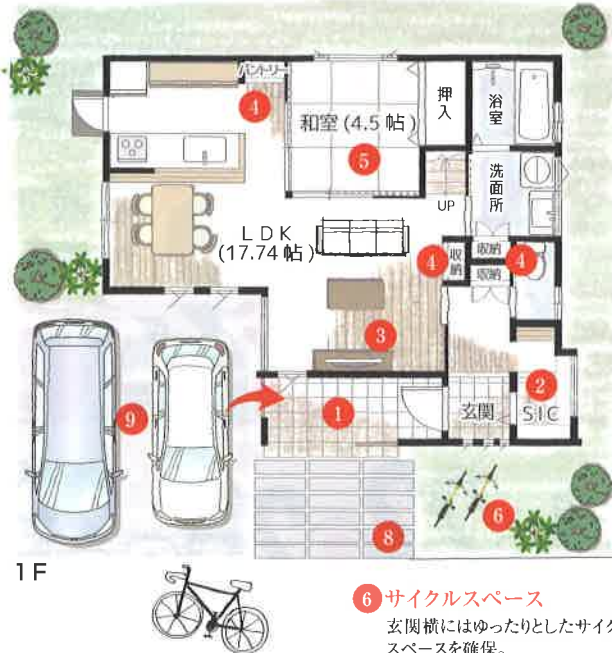 パントリー
4
和室 (4.5 帖)
5
押入
浴室
洗面所
UP
LDK
(17.74 帖)
4
収納
収納
収納
4
3
2
SIC
玄関
1
9
6
8
1F
6 サイクルスペース
玄関横にはゆったりとしたサイク
スペースを確保。